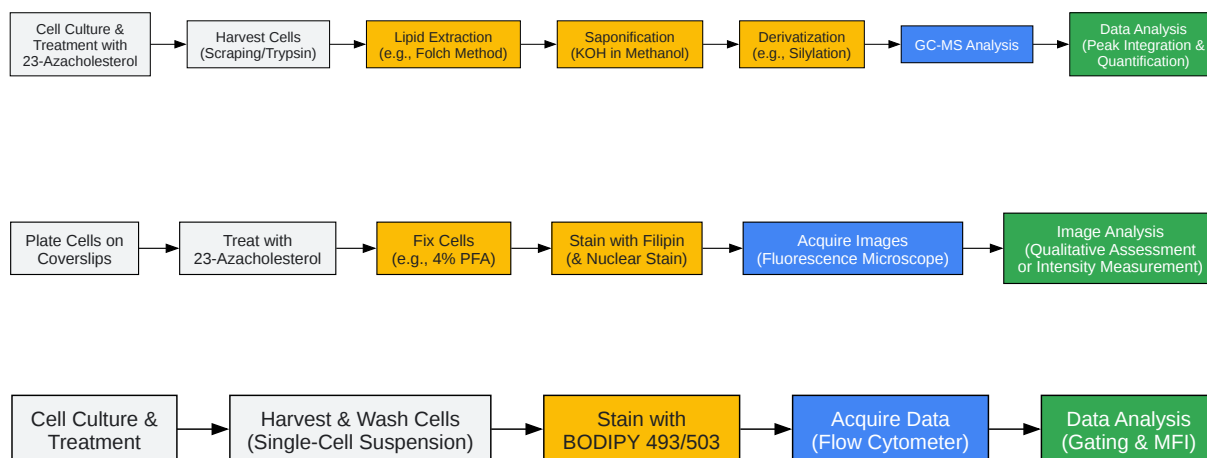 Cell Culture &
Treatment with
23-Azacholesterol
Harvest Cells
(Scraping/Trypsin)
Lipid Extraction
(e.g., Folch Method)
Saponification
(KOH in Methanol)
Derivatization
(e.g., Silylation)
GC-MS Analysis
Data Analysis
(Peak Integration &
Quantification)
Plate Cells on
Coverslips
Treat with
23-Azacholesterol
Fix Cells
(e.g., 4% PFA)
Stain with Filipin
(& Nuclear Stain)
Acquire Images
(Fluorescence Microscope)
Image Analysis
(Qualitative Assessment
or Intensity Measurement)
Cell Culture &
Treatment
Harvest & Wash Cells
(Single-Cell Suspension)
Stain with
BODIPY 493/503
Acquire Data
(Flow Cytometer)
Data Analysis
(Gating & MFI)